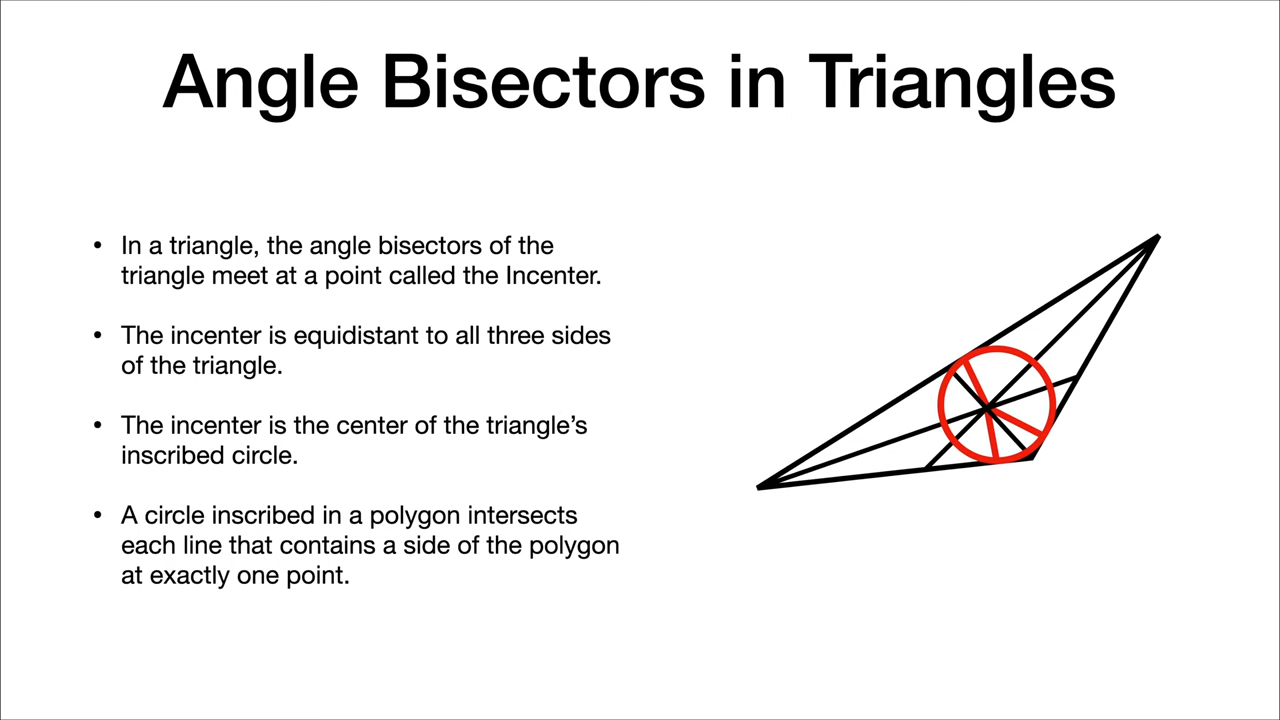 Angle Bisectors in Triangles
• In a triangle, the angle bisectors of the
triangle meet at a point called the Incenter.
• The incenter is equidistant to all three sides
of the triangle.
• The incenter is the center of the triangle’s
inscribed circle.
• A circle inscribed in a polygon intersects
each line that contains a side of the polygon
at exactly one point.